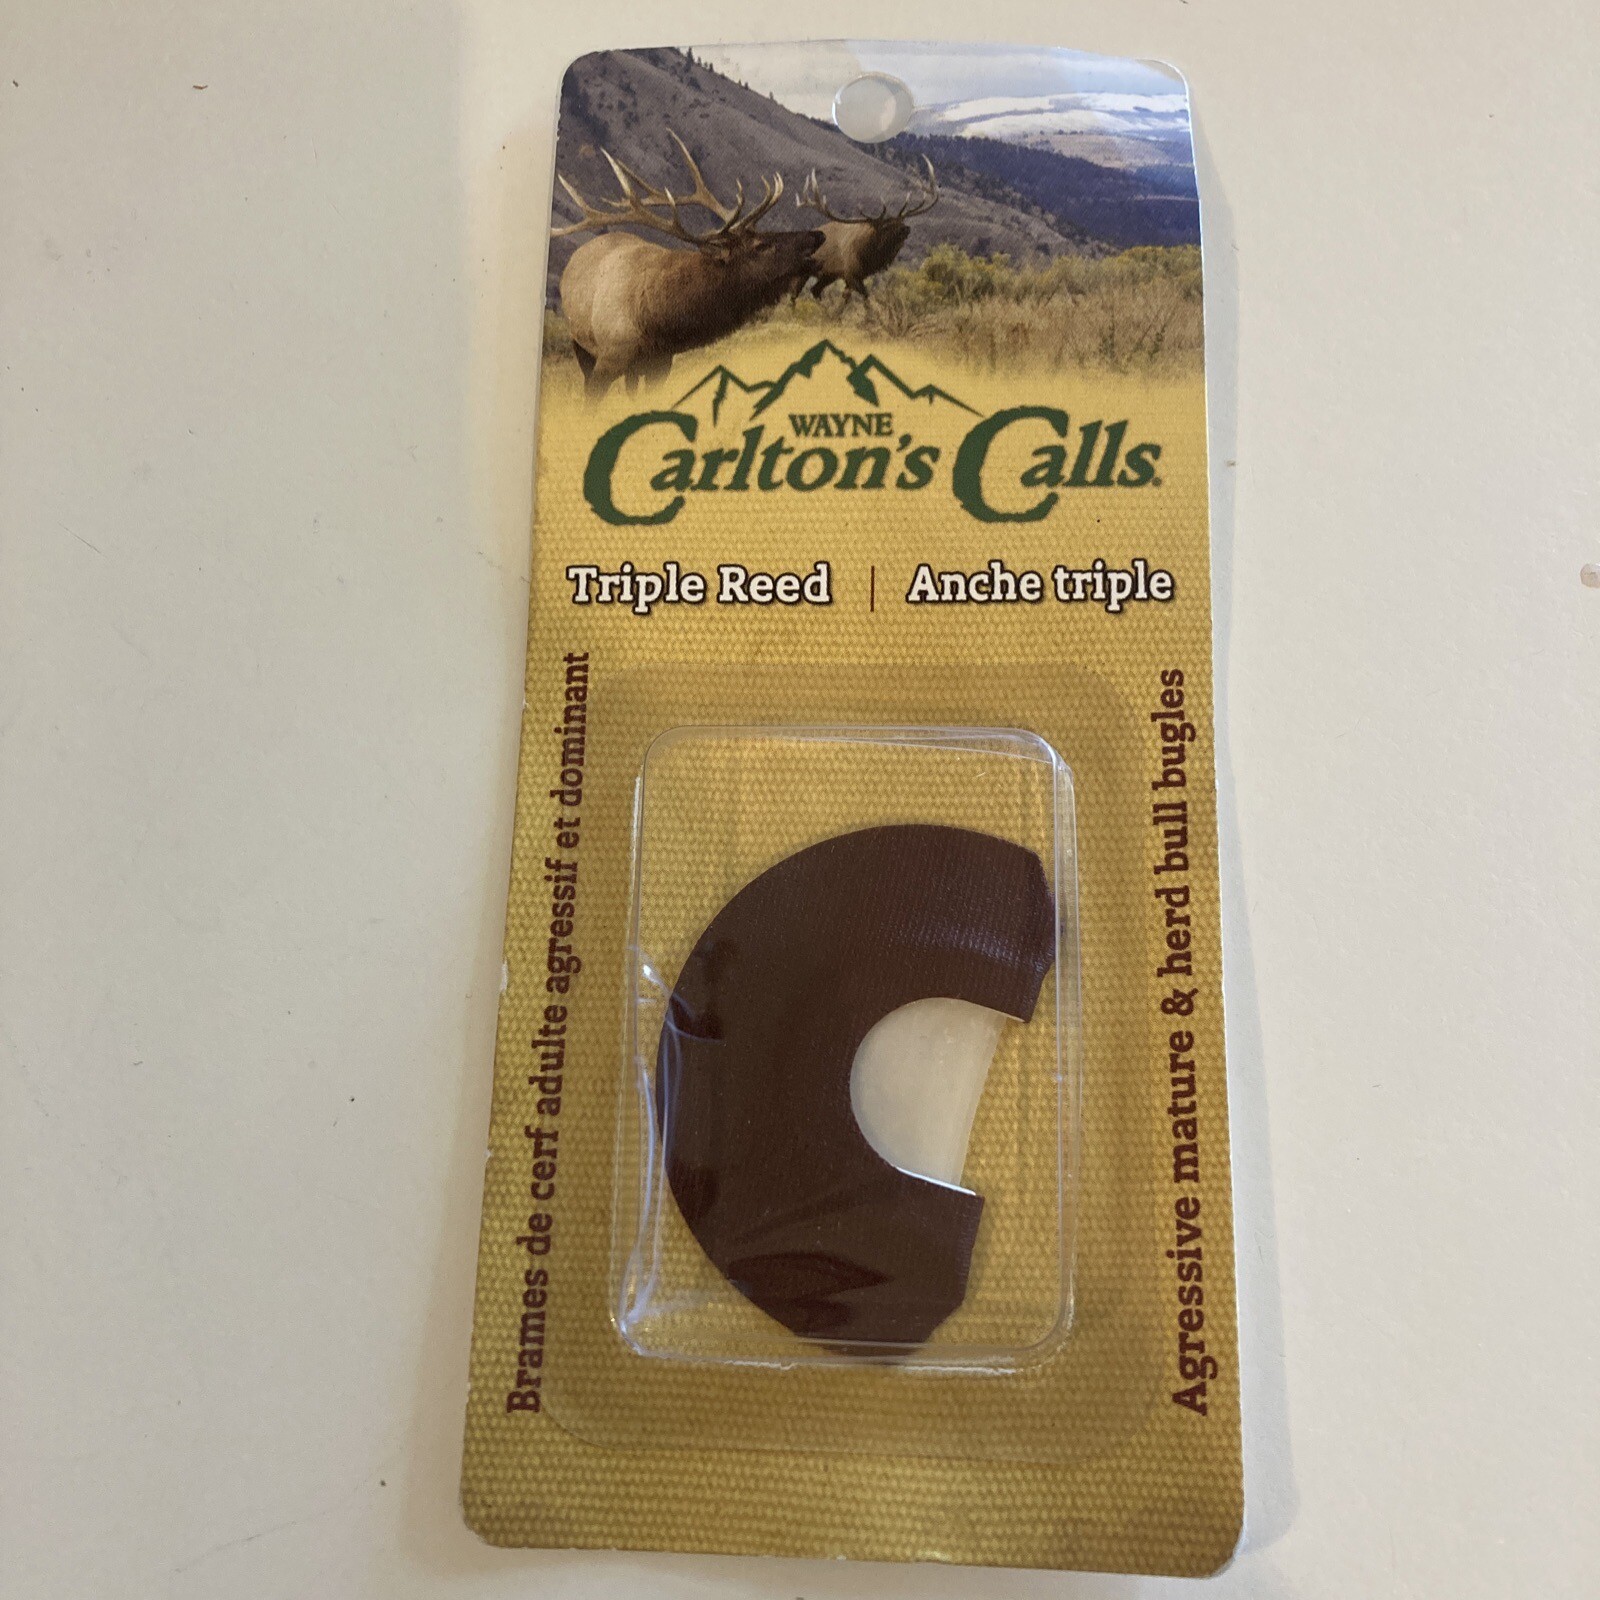 WAYNE
Carlton's Calls.
Triple Reed | Anche triple
Brames de cerf adulte agressif et dominant
Agressive mature & herd bull bugles